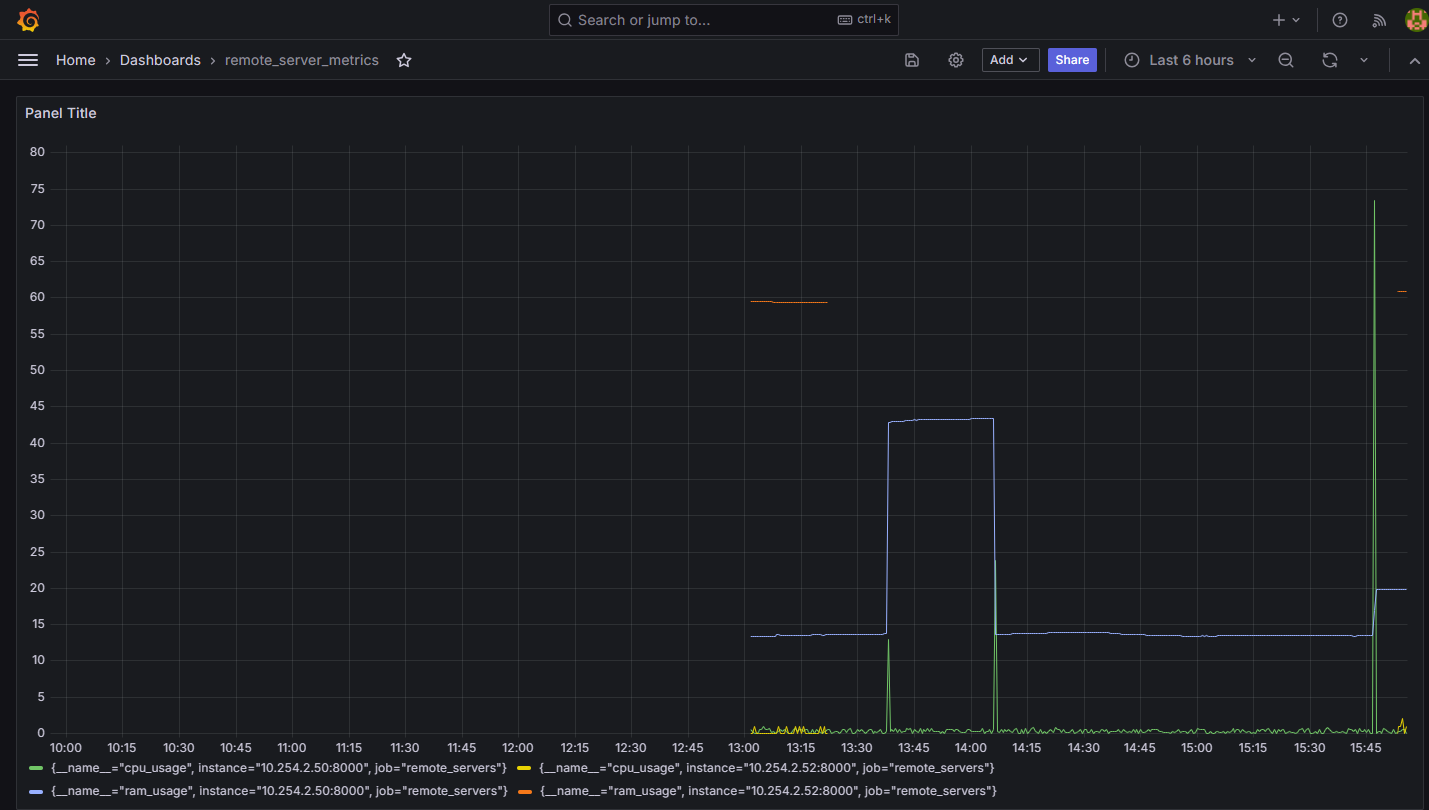 Search or jump to... ctrl+k
Home › Dashboards › remote_server_metrics Add Share Last 6 hours
Panel Title
80
75
70
65
60
55
50
45
40
35
30
25
20
15
10
5
0
10:00 10:15 10:30 10:45 11:00 11:15 11:30 11:45 12:00 12:15 12:30 12:45 13:00 13:15 13:30 13:45 14:00 14:15 14:30 14:45 15:00 15:15 15:30 15:45
{__name__="cpu_usage", instance="10.254.2.50:8000", job="remote_servers"} {__name__="cpu_usage", instance="10.254.2.52:8000", job="remote_servers"}
{__name__="ram_usage", instance="10.254.2.50:8000", job="remote_servers"} {__name__="ram_usage", instance="10.254.2.52:8000", job="remote_servers"}